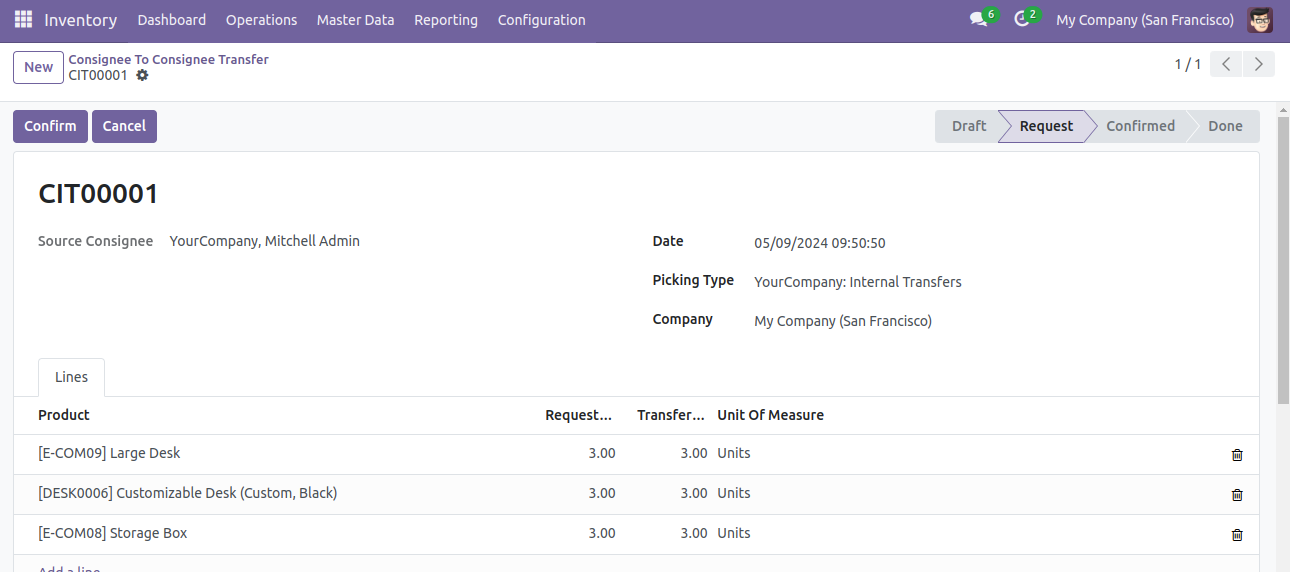 Inventory Dashboard Operations Master Data Reporting Configuration 6 2 My Company (San Francisco)
New Consignee To Consignee Transfer
CIT00001
1 / 1
Confirm Cancel Draft Request Confirmed Done
CIT00001
Source Consignee YourCompany, Mitchell Admin
Date 05/09/2024 09:50:50
Picking Type YourCompany: Internal Transfers
Company My Company (San Francisco)
Lines
Product Request... Transfer... Unit Of Measure
[E-COM09] Large Desk 3.00 3.00 Units
[DESK0006] Customizable Desk (Custom, Black) 3.00 3.00 Units
[E-COM08] Storage Box 3.00 3.00 Units
Add a line